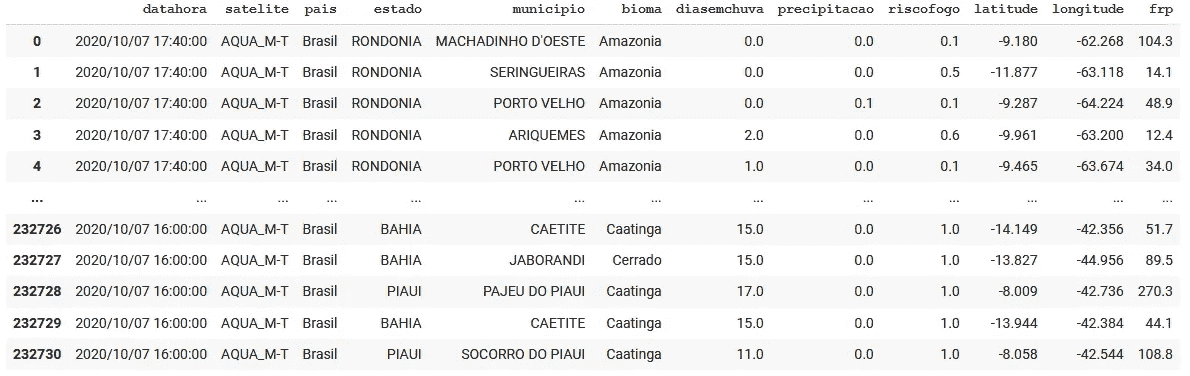 datahora satelite pais estado municipio bioma diasemchuva precipitacao riscofogo latitude longitude frp
0 2020/10/07 17:40:00 AQUA_M-T Brasil RONDONIA MACHADINHO D'OESTE Amazonia 0.0 0.0 0.1 -9.180 -62.268 104.3
1 2020/10/07 17:40:00 AQUA_M-T Brasil RONDONIA SERINGUEIRAS Amazonia 0.0 0.0 0.5 -11.877 -63.118 14.1
2 2020/10/07 17:40:00 AQUA_M-T Brasil RONDONIA PORTO VELHO Amazonia 0.0 0.1 0.1 -9.287 -64.224 48.9
3 2020/10/07 17:40:00 AQUA_M-T Brasil RONDONIA ARIQUEMES Amazonia 2.0 0.0 0.6 -9.961 -63.200 12.4
4 2020/10/07 17:40:00 AQUA_M-T Brasil RONDONIA PORTO VELHO Amazonia 1.0 0.0 0.1 -9.465 -63.674 34.0
... ... ... ... ... ... ... ... ... ... ... ... ...
232726 2020/10/07 16:00:00 AQUA_M-T Brasil BAHIA CAETITE Caatinga 15.0 0.0 1.0 -14.149 -42.356 51.7
232727 2020/10/07 16:00:00 AQUA_M-T Brasil BAHIA JABORANDI Cerrado 15.0 0.0 1.0 -13.827 -44.956 89.5
232728 2020/10/07 16:00:00 AQUA_M-T Brasil PIAUI PAJEU DO PIAUI Caatinga 17.0 0.0 1.0 -8.009 -42.736 270.3
232729 2020/10/07 16:00:00 AQUA_M-T Brasil BAHIA CAETITE Caatinga 15.0 0.0 1.0 -13.944 -42.384 44.1
232730 2020/10/07 16:00:00 AQUA_M-T Brasil PIAUI SOCORRO DO PIAUI Caatinga 11.0 0.0 1.0 -8.058 -42.544 108.8